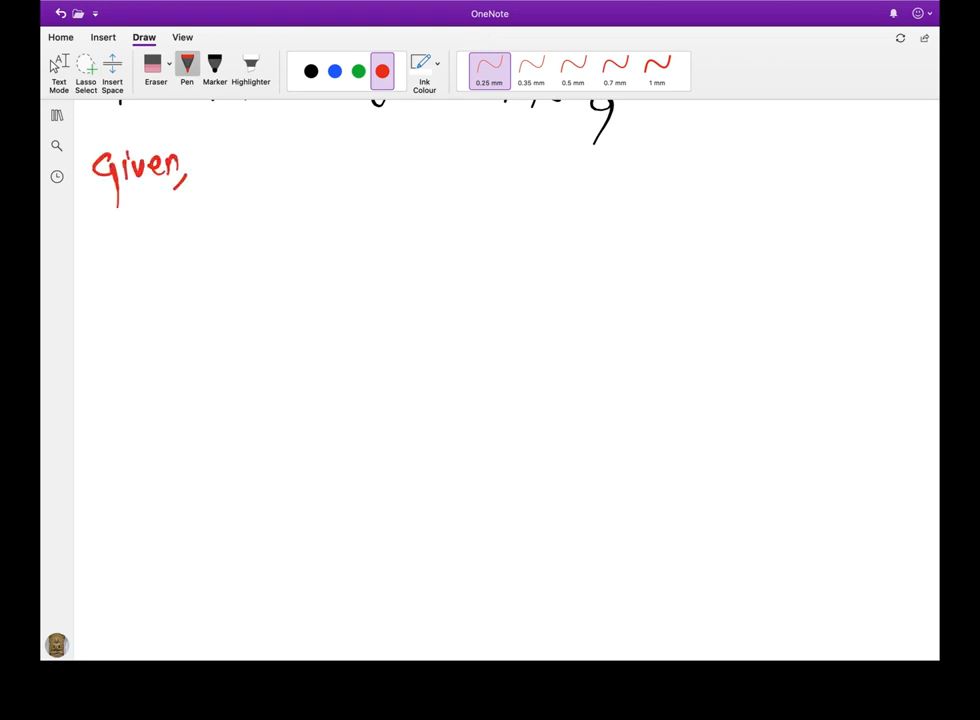 OneNote
Home Insert Draw View
Text Mode Lasso Select Insert Space Eraser Pen Marker Highlighter Ink Colour 0.25 mm 0.35 mm 0.5 mm 0.7 mm 1 mm
Given,